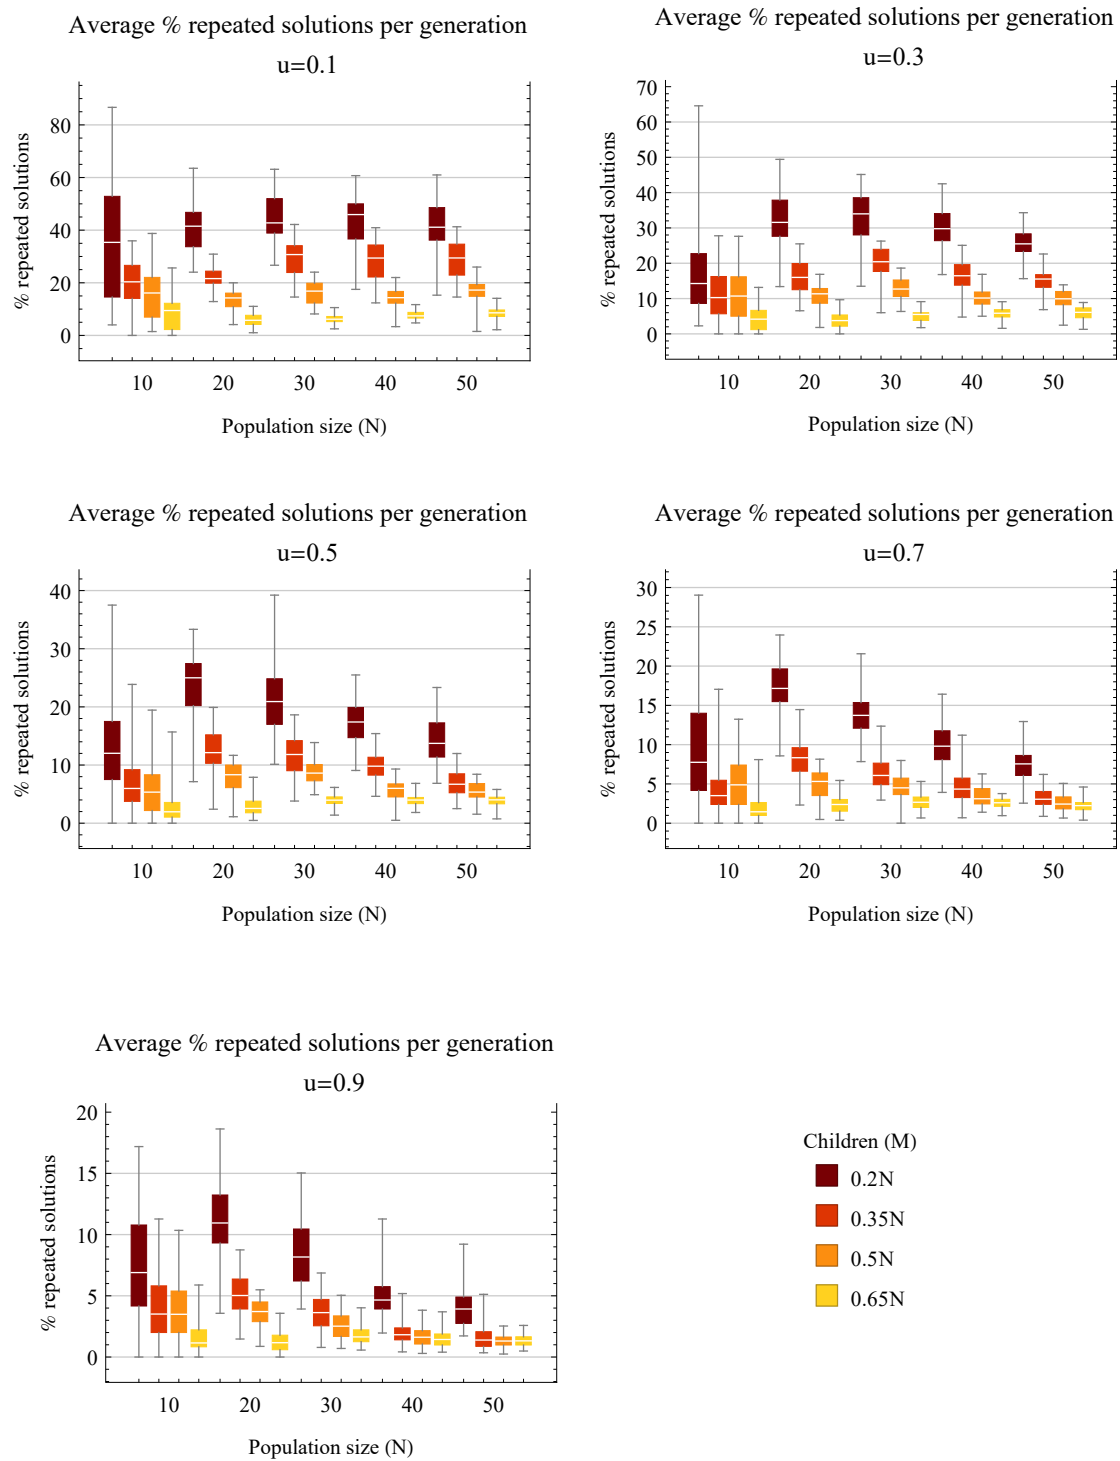 Average % repeated solutions per generation
u=0.1
% repeated solutions
80
60
40
20
0
10 20 30 40 50
Population size (N)
Average % repeated solutions per generation
u=0.3
% repeated solutions
70
60
50
40
30
20
10
0
10 20 30 40 50
Population size (N)
Average % repeated solutions per generation
u=0.5
% repeated solutions
40
30
20
10
0
10 20 30 40 50
Population size (N)
Average % repeated solutions per generation
u=0.7
% repeated solutions
30
25
20
15
10
5
0
10 20 30 40 50
Population size (N)
Average % repeated solutions per generation
u=0.9
% repeated solutions
20
15
10
5
0
10 20 30 40 50
Population size (N)
Children (M)
0.2N
0.35N
0.5N
0.65N